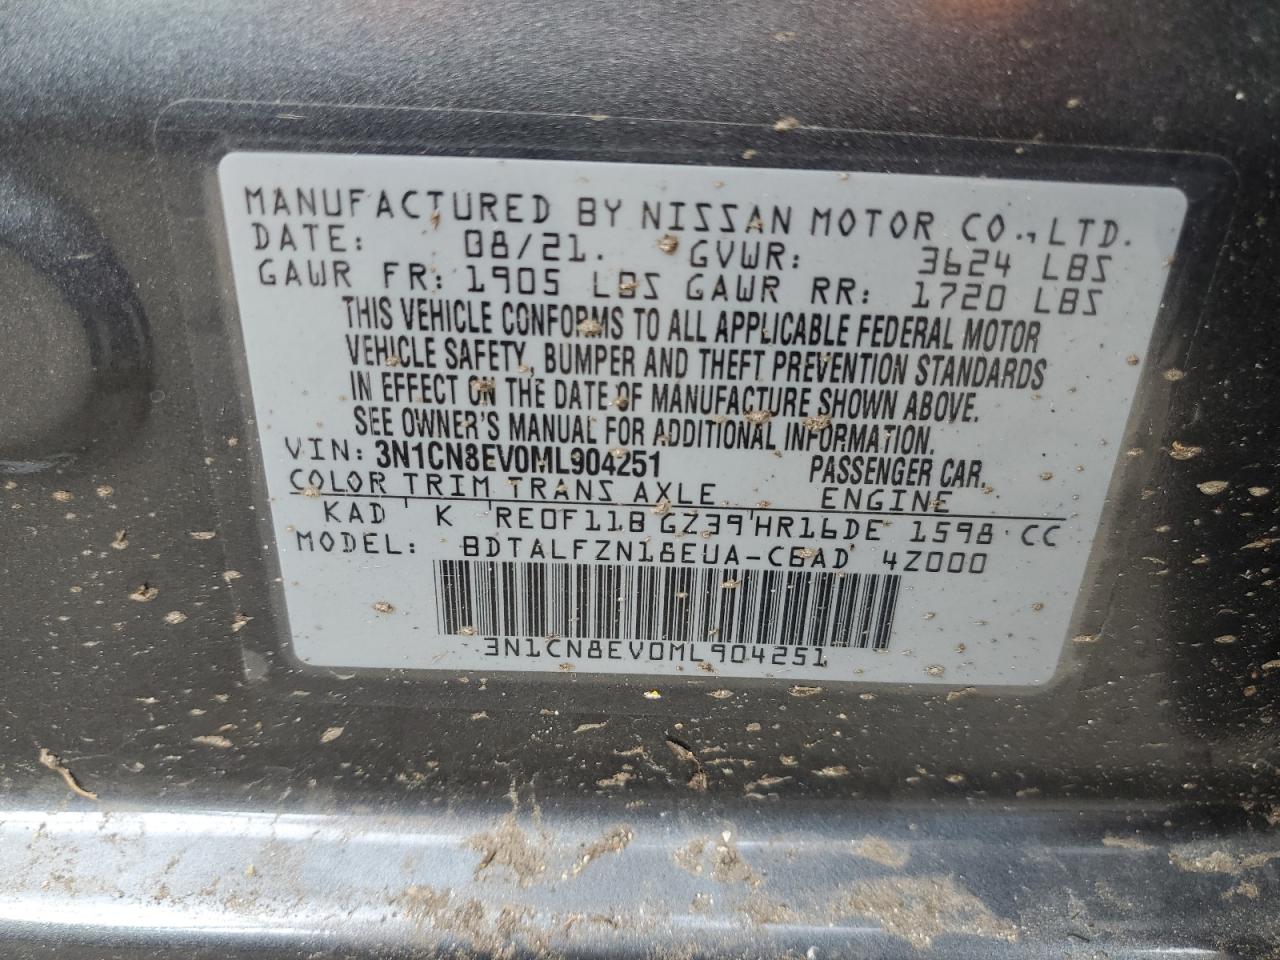 MANUFACTURED BY NISSAN MOTOR CO., LTD.
DATE: 08/21. GVWR: 3624 LBS
GAWR FR: 1905 LBS GAWR RR: 1720 LBS
THIS VEHICLE CONFORMS TO ALL APPLICABLE FEDERAL MOTOR
VEHICLE SAFETY, BUMPER AND THEFT PREVENTION STANDARDS
IN EFFECT ON THE DATE OF MANUFACTURE SHOWN ABOVE.
SEE OWNER'S MANUAL FOR ADDITIONAL INFORMATION.
VIN: 3N1CN8EV0ML904251 PASSENGER CAR.
COLOR TRIM TRANS AXLE ENGINE
KAD K RE0F11B GZ39 HR16DE 1598 CC
MODEL: BDTALFZN18EUA-C6AD 4Z000
3N1CN8EV0ML904251